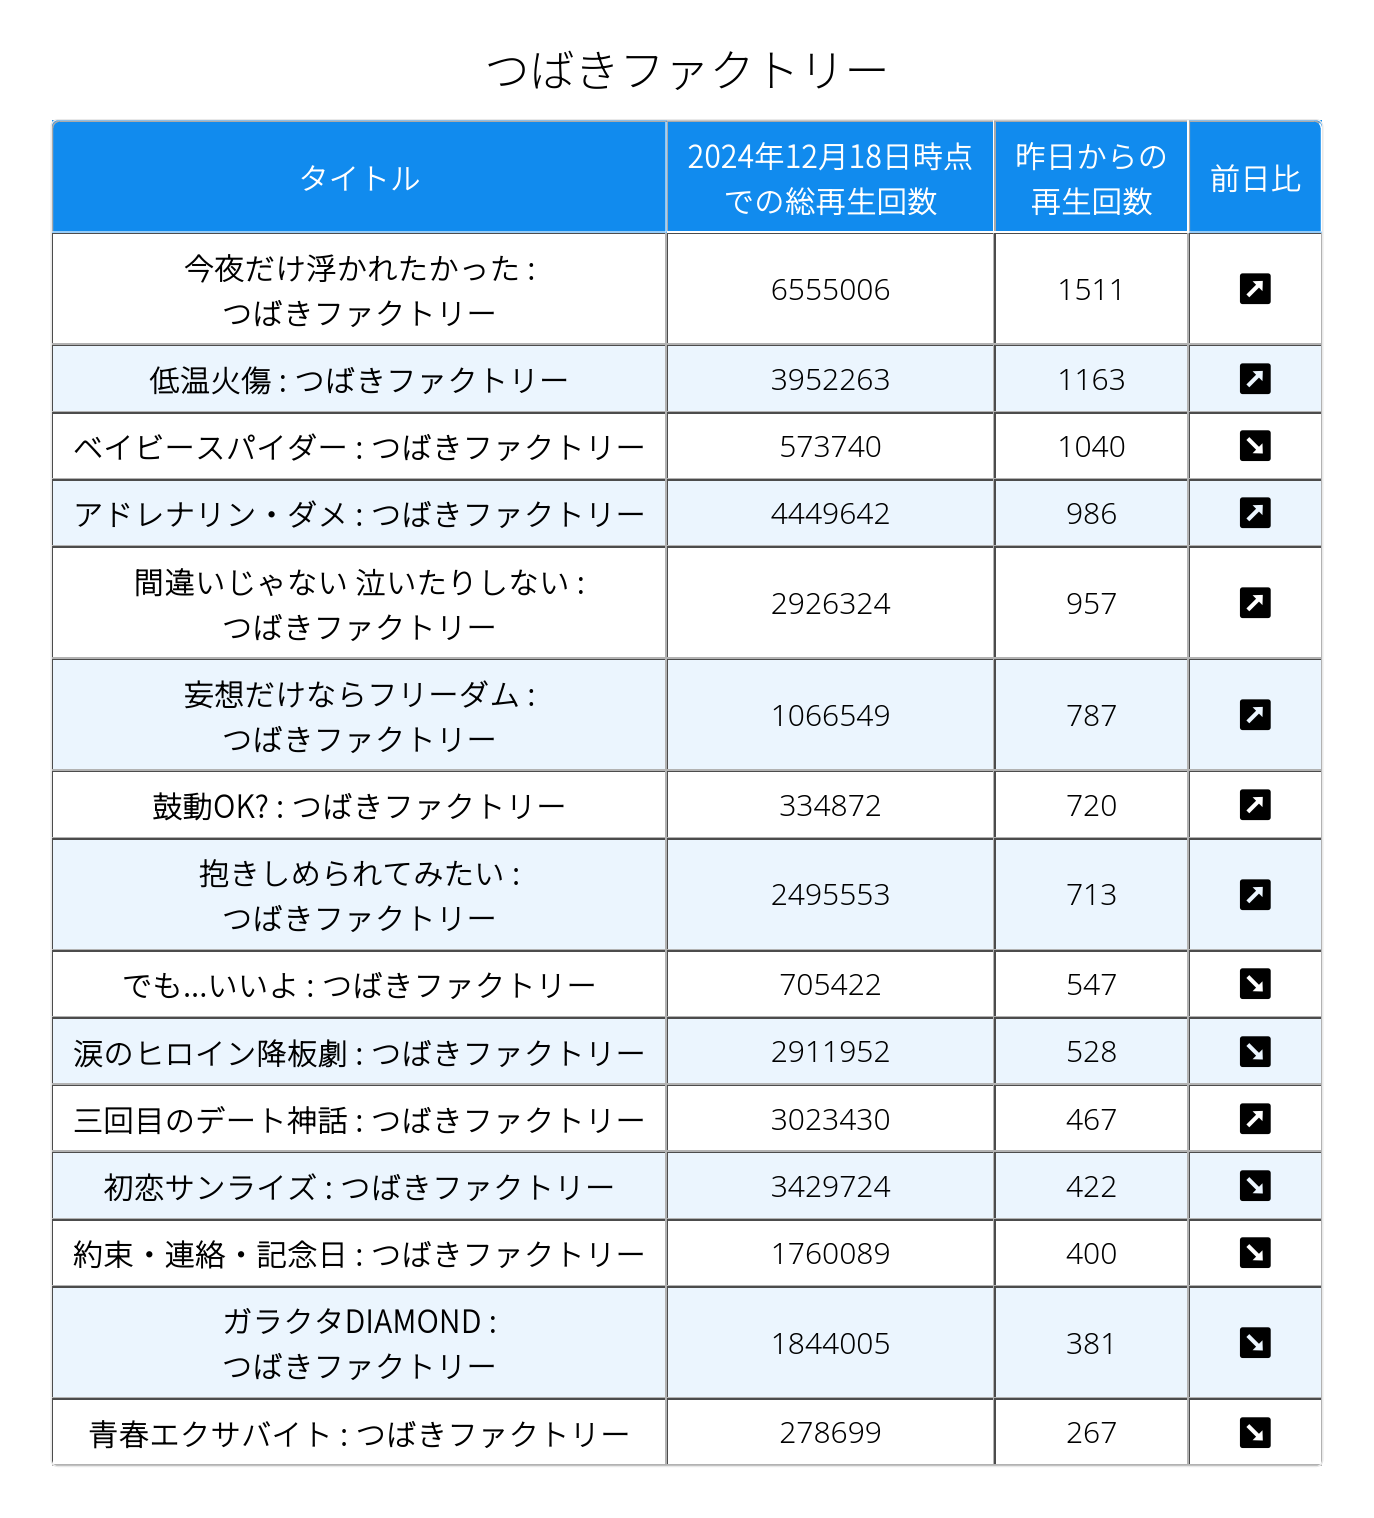 つばきファクトリー
タイトル
2024年12月18日時点
での総再生回数
昨日からの
再生回数
前日比
今夜だけ浮かれたかった :
つばきファクトリー
6555006
1511
↗
低温火傷 : つばきファクトリー
3952263
1163
↗
ベイビースパイダー : つばきファクトリー
573740
1040
↘
アドレナリン・ダメ : つばきファクトリー
4449642
986
↗
間違いじゃない 泣いたりしない :
つばきファクトリー
2926324
957
↗
妄想だけならフリーダム :
つばきファクトリー
1066549
787
↗
鼓動OK? : つばきファクトリー
334872
720
↗
抱きしめられてみたい :
つばきファクトリー
2495553
713
↗
でも...いいよ : つばきファクトリー
705422
547
↘
涙のヒロイン降板劇 : つばきファクトリー
2911952
528
↘
三回目のデート神話 : つばきファクトリー
3023430
467
↗
初恋サンライズ : つばきファクトリー
3429724
422
↘
約束・連絡・記念日 : つばきファクトリー
1760089
400
↘
ガラクタDIAMOND :
つばきファクトリー
1844005
381
↘
青春エクサバイト : つばきファクトリー
278699
267
↘